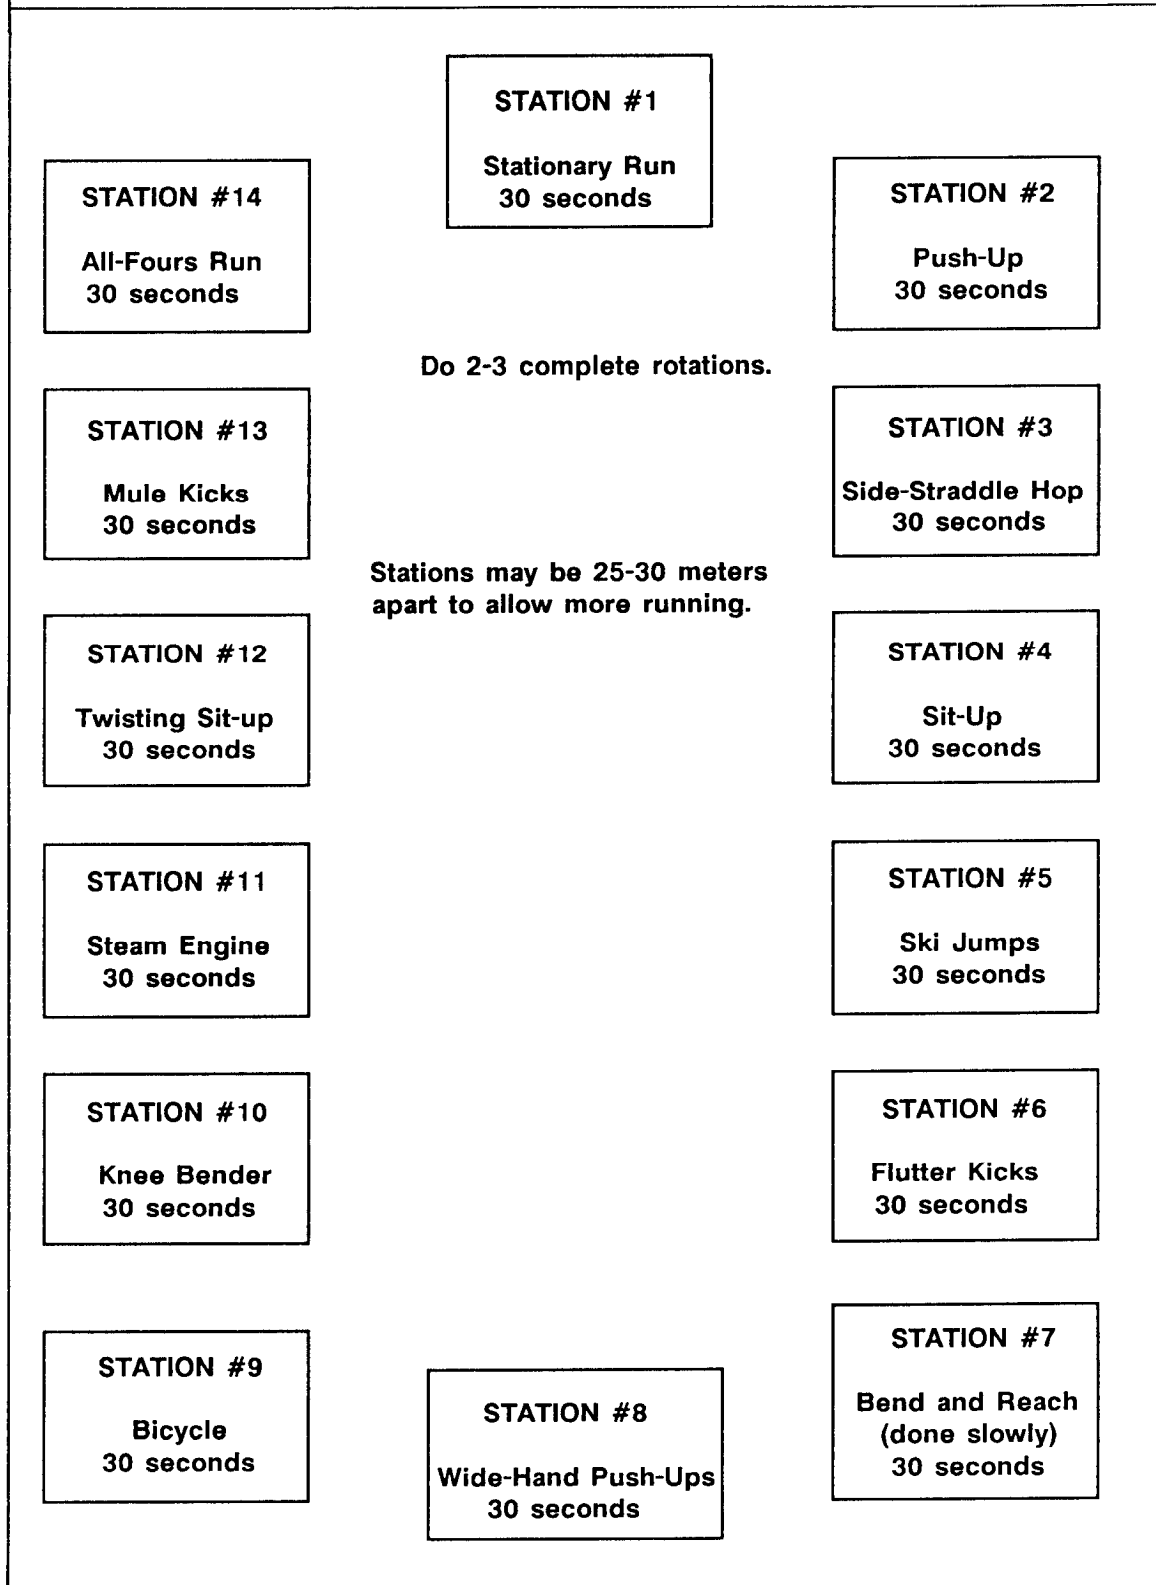 STATION #1
Stationary Run
30 seconds
STATION #2
Push-Up
30 seconds
Do 2-3 complete rotations.
STATION #3
Side-Straddle Hop
30 seconds
Stations may be 25-30 meters
apart to allow more running.
STATION #4
Sit-Up
30 seconds
STATION #5
Ski Jumps
30 seconds
STATION #6
Flutter Kicks
30 seconds
STATION #7
Bend and Reach
(done slowly)
30 seconds
STATION #8
Wide-Hand Push-Ups
30 seconds
STATION #9
Bicycle
30 seconds
STATION #10
Knee Bender
30 seconds
STATION #11
Steam Engine
30 seconds
STATION #12
Twisting Sit-up
30 seconds
STATION #13
Mule Kicks
30 seconds
STATION #14
All-Fours Run
30 seconds